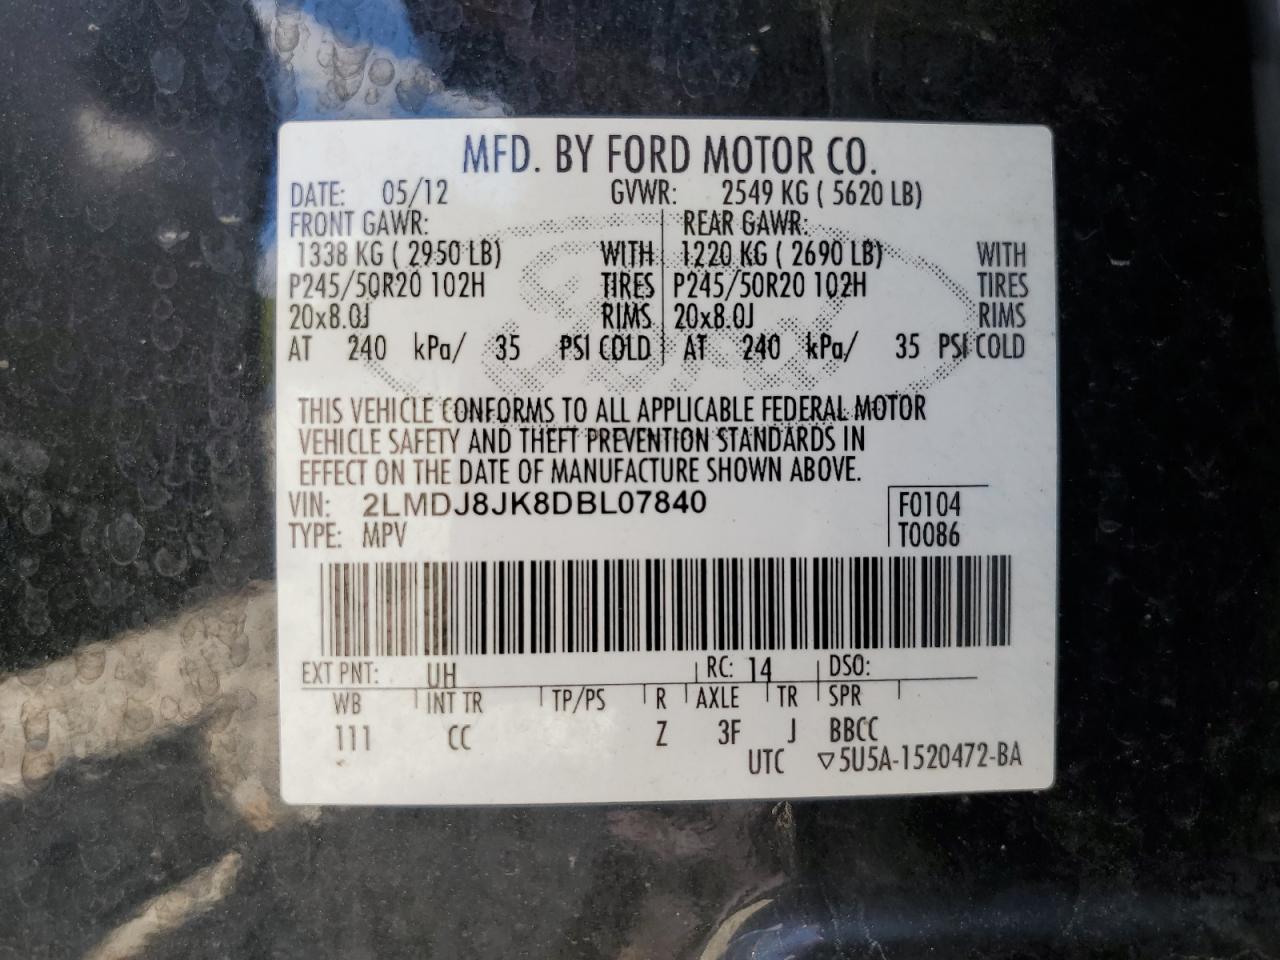 MFD. BY FORD MOTOR CO.
DATE: 05/12 GVWR: 2549 KG ( 5620 LB)
FRONT GAWR: REAR GAWR:
1338 KG ( 2950 LB) WITH 1220 KG ( 2690 LB) WITH
P245/50R20 102H TIRES P245/50R20 102H TIRES
20x8.0J RIMS 20x8.0J RIMS
AT 240 kPa/ 35 PSI COLD AT 240 kPa/ 35 PSI COLD
THIS VEHICLE CONFORMS TO ALL APPLICABLE FEDERAL MOTOR
VEHICLE SAFETY AND THEFT PREVENTION STANDARDS IN
EFFECT ON THE DATE OF MANUFACTURE SHOWN ABOVE.
VIN: 2LMDJ8JK8DBL07840 F0104
TYPE: MPV T0086
EXT PNT: UH RC: 14 DSO:
WB INT TR TP/PS R AXLE TR SPR
111 CC Z 3F J BBCC
UTC ▽5U5A-1520472-BA